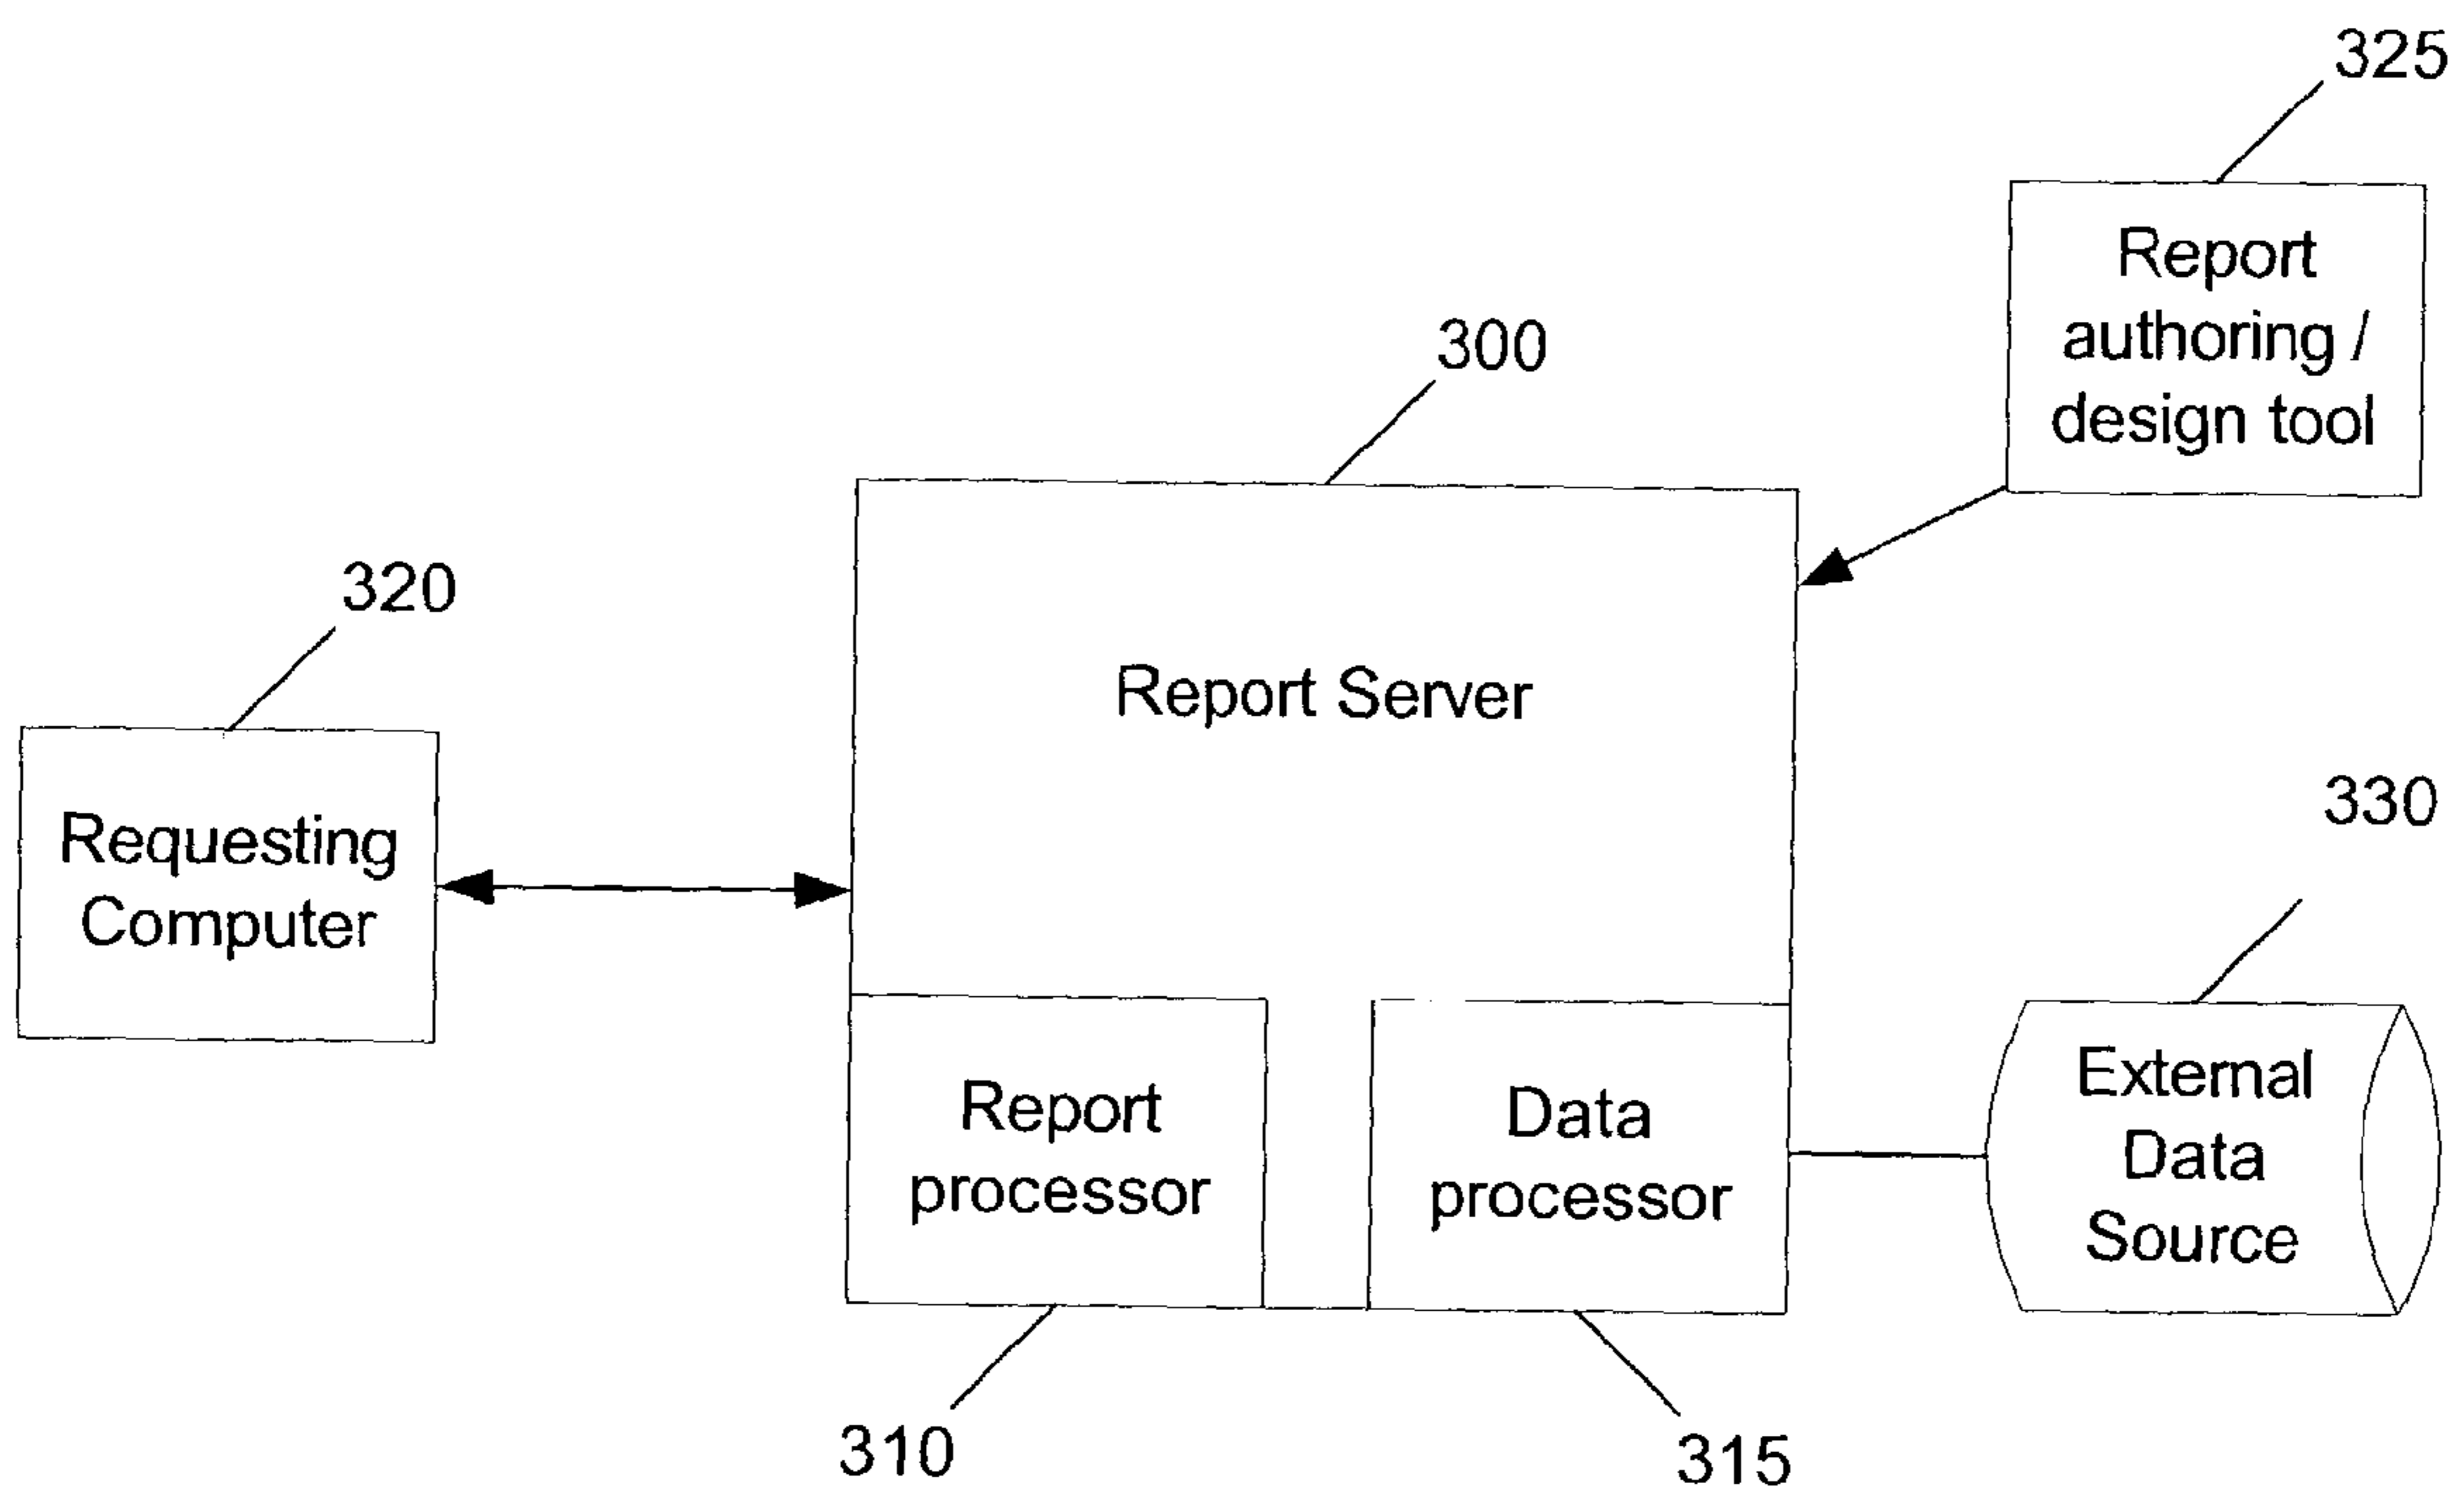 325
Report
authoring /
design tool
300
Report Server
320
Requesting
Computer
330
External
Data
Source
Report
processor
Data
processor
310
315